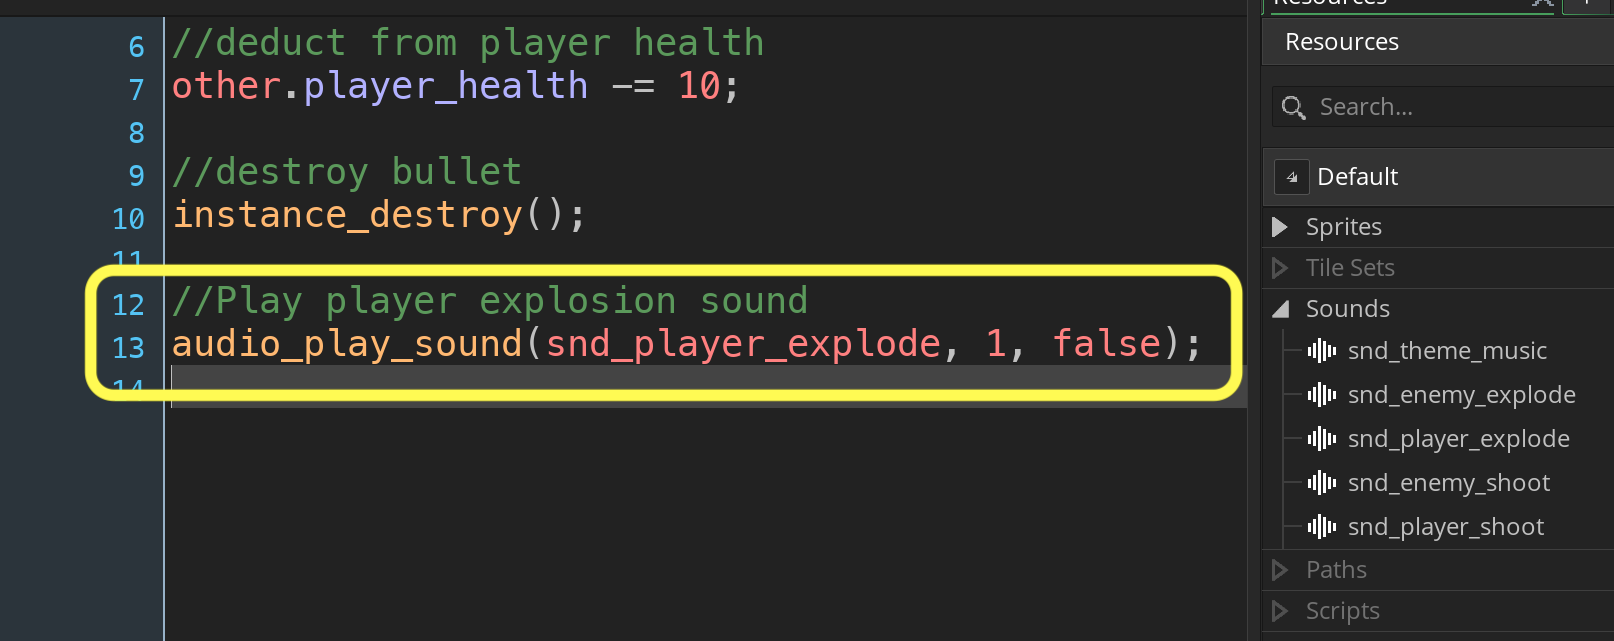 Resources
Resources
Search...
Default
Sprites
Tile Sets
Sounds
snd_theme_music
snd_enemy_explode
snd_player_explode
snd_enemy_shoot
snd_player_shoot
Paths
Scripts
6 //deduct from player health
7 other.player_health -= 10;
8
9 //destroy bullet
10 instance_destroy();
11
12 //Play player explosion sound
13 audio_play_sound(snd_player_explode, 1, false);
14